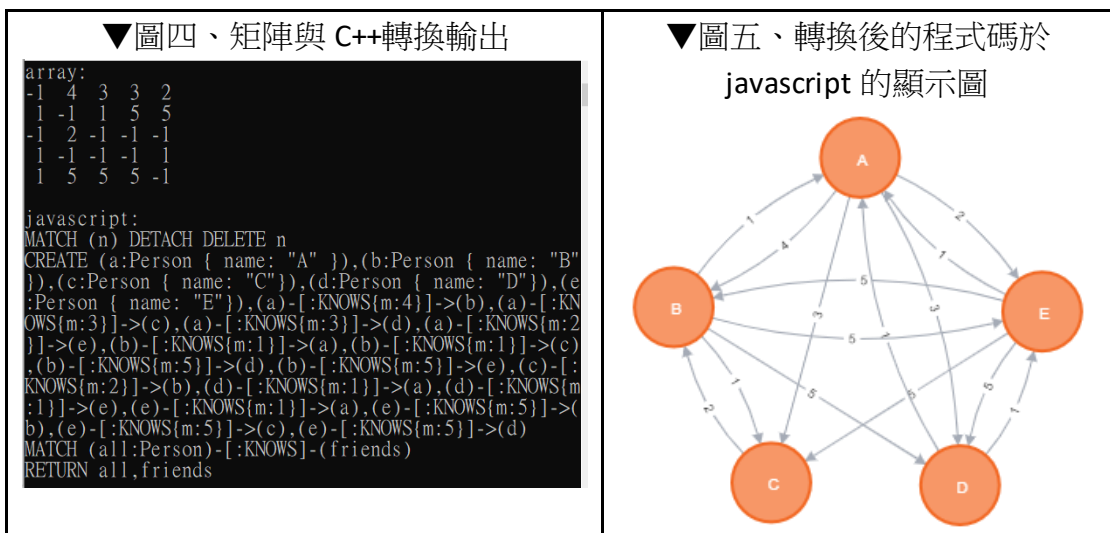 ▼圖四、矩陣與 C++轉換輸出
array:
-1 4 3 3 2
1 -1 1 5 5
-1 2 -1 -1 -1
1 -1 -1 -1 1
1 5 5 5 -1
javascript:
MATCH (n) DETACH DELETE n
CREATE (a:Person { name: "A" }),(b:Person { name: "B"
}),(c:Person { name: "C"}),(d:Person { name: "D"}),(e
:Person { name: "E"}),(a)-[:KNOWS{m:4}]->(b),(a)-[:KN
OWS{m:3}]->(c),(a)-[:KNOWS{m:3}]->(d),(a)-[:KNOWS{m:2
}]->(e),(b)-[:KNOWS{m:1}]->(a),(b)-[:KNOWS{m:1}]->(c)
,(b)-[:KNOWS{m:5}]->(d),(b)-[:KNOWS{m:5}]->(e),(c)-[:
KNOWS{m:2}]->(b),(d)-[:KNOWS{m:1}]->(a),(d)-[:KNOWS{m
:1}]->(e),(e)-[:KNOWS{m:1}]->(a),(e)-[:KNOWS{m:5}]->(
b),(e)-[:KNOWS{m:5}]->(c),(e)-[:KNOWS{m:5}]->(d)
MATCH (all:Person)-[:KNOWS]-(friends)
RETURN all,friends
▼圖五、轉換後的程式碼於
javascript 的顯示圖
A
1
4
2
1
5
B
E
3
3
1
5
1
5
5
5
2
1
C
D